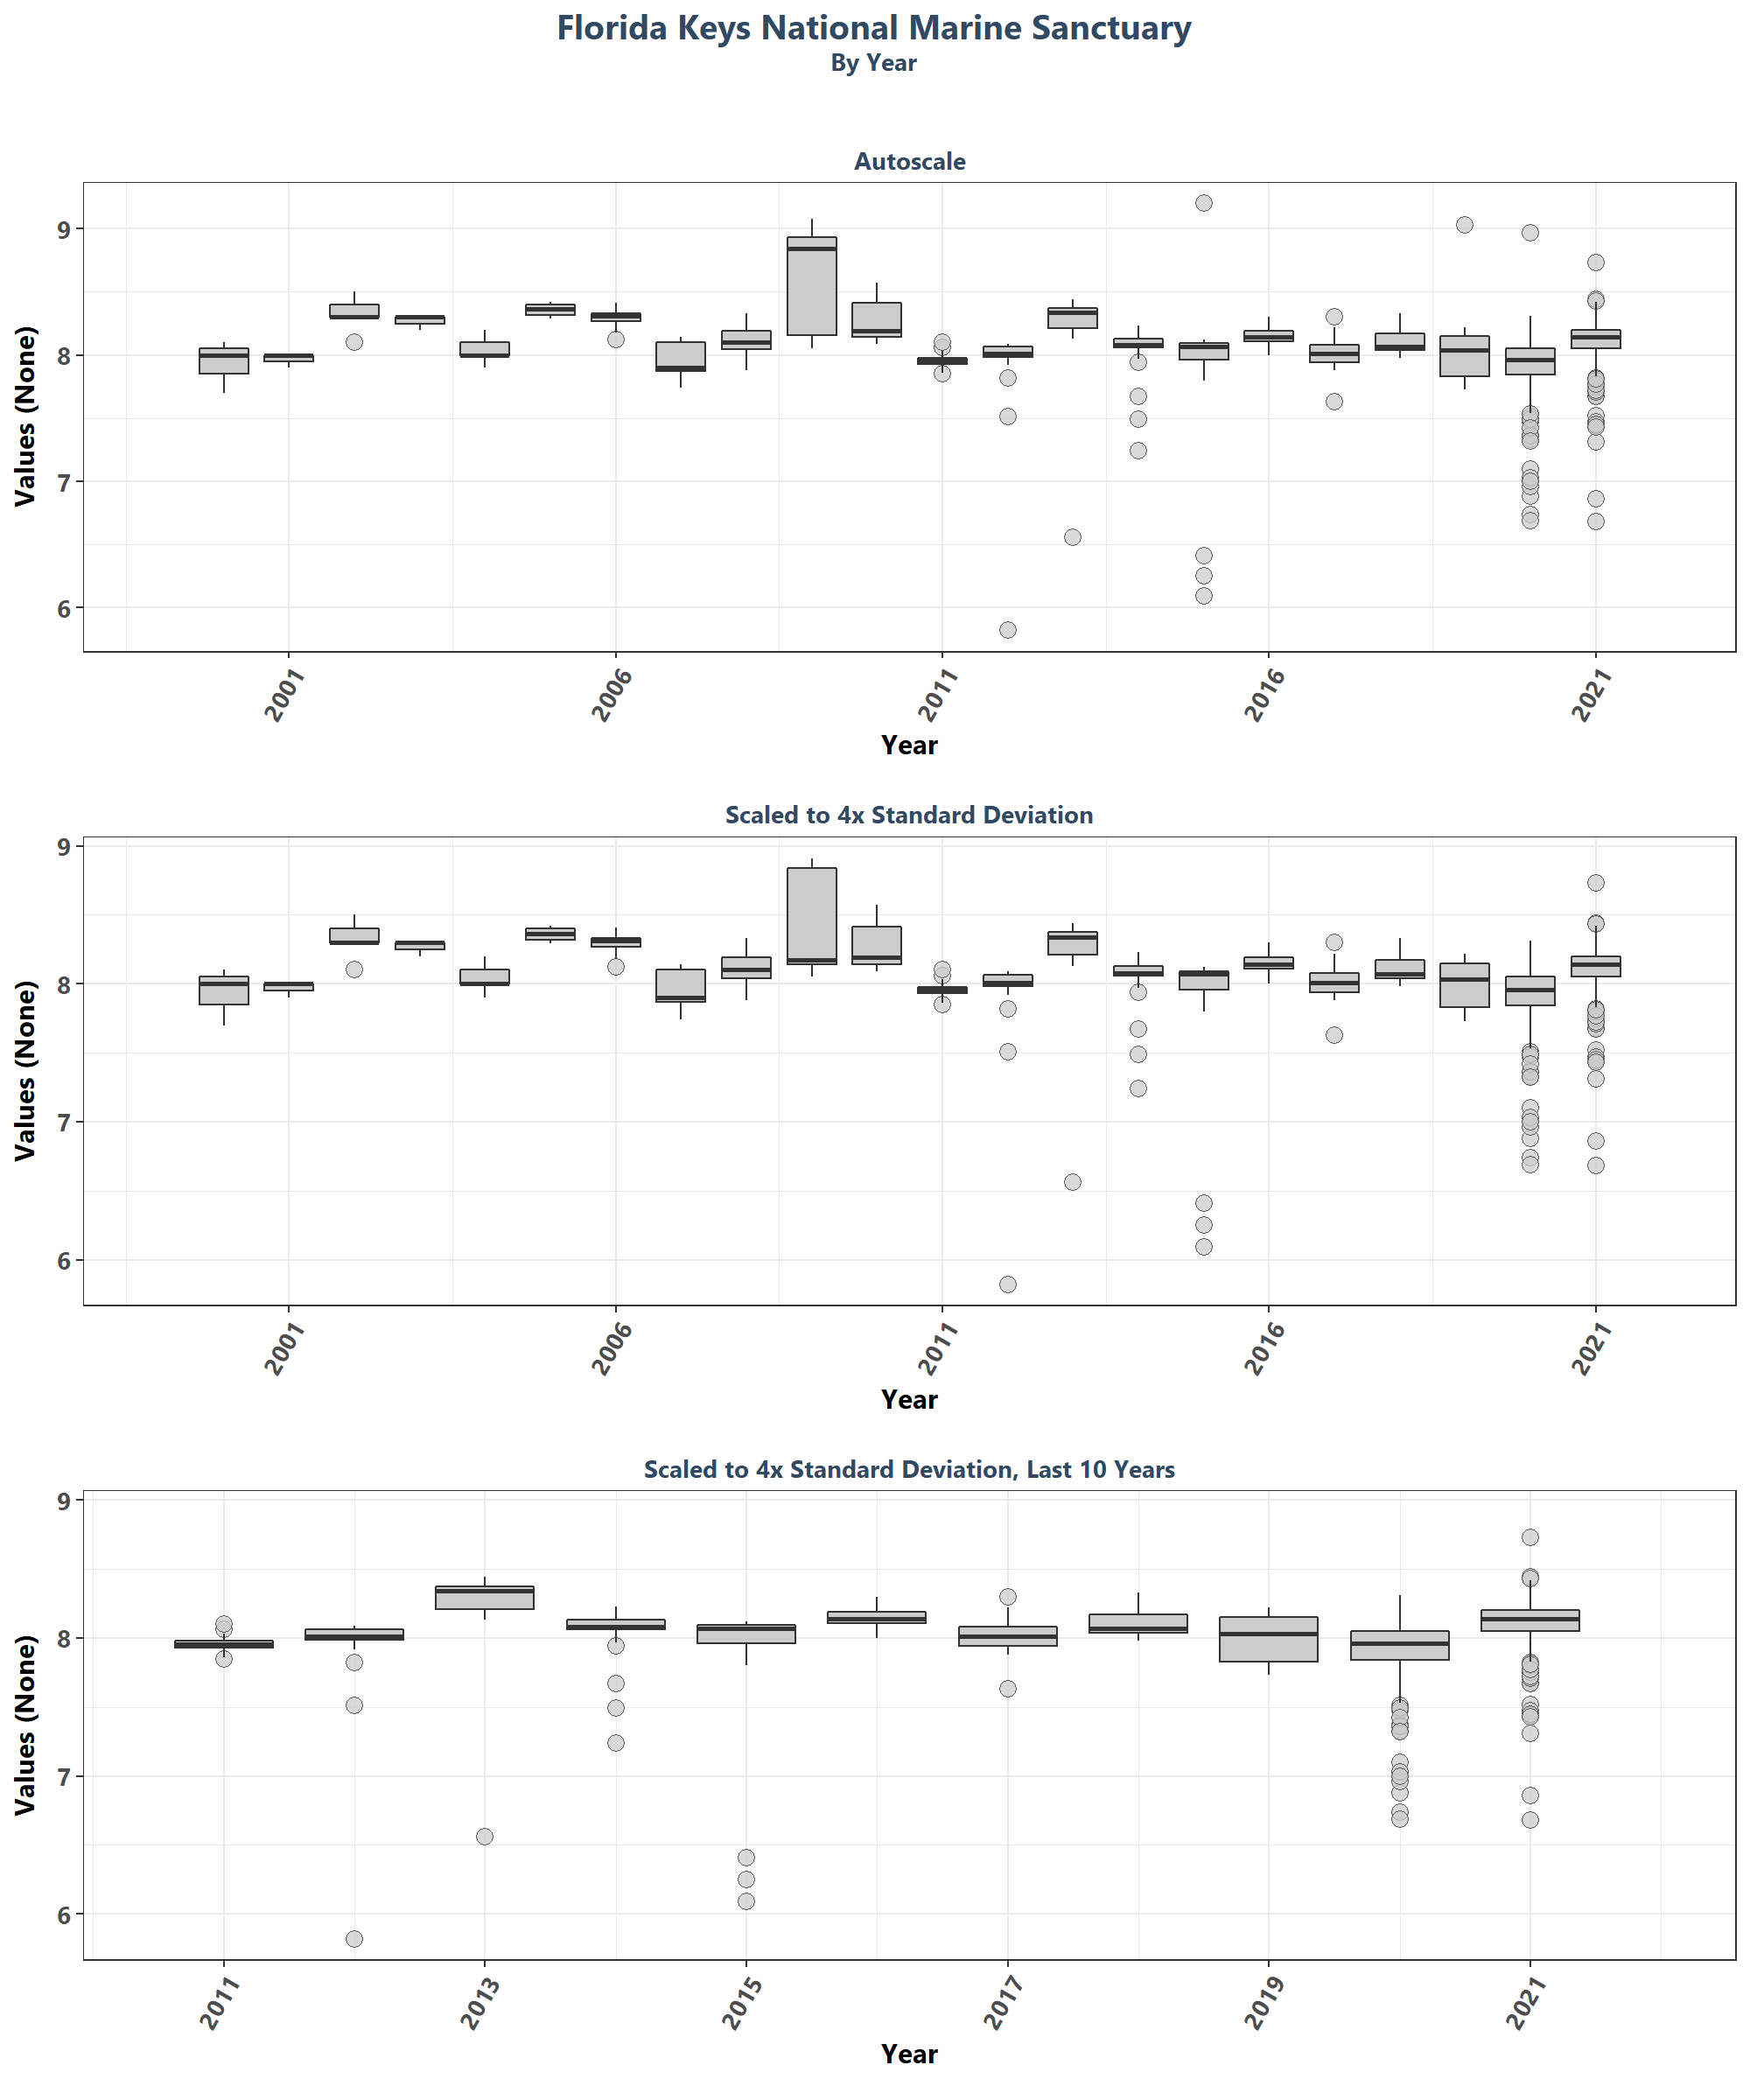 Florida Keys National Marine Sanctuary
By Year
Autoscale
Values (None)
9
8
7
6
2001
2006
2011
2016
2021
Year
Scaled to 4x Standard Deviation
Values (None)
9
8
7
6
2001
2006
2011
2016
2021
Year
Scaled to 4x Standard Deviation, Last 10 Years
Values (None)
9
8
7
6
2011
2013
2015
2017
2019
2021
Year